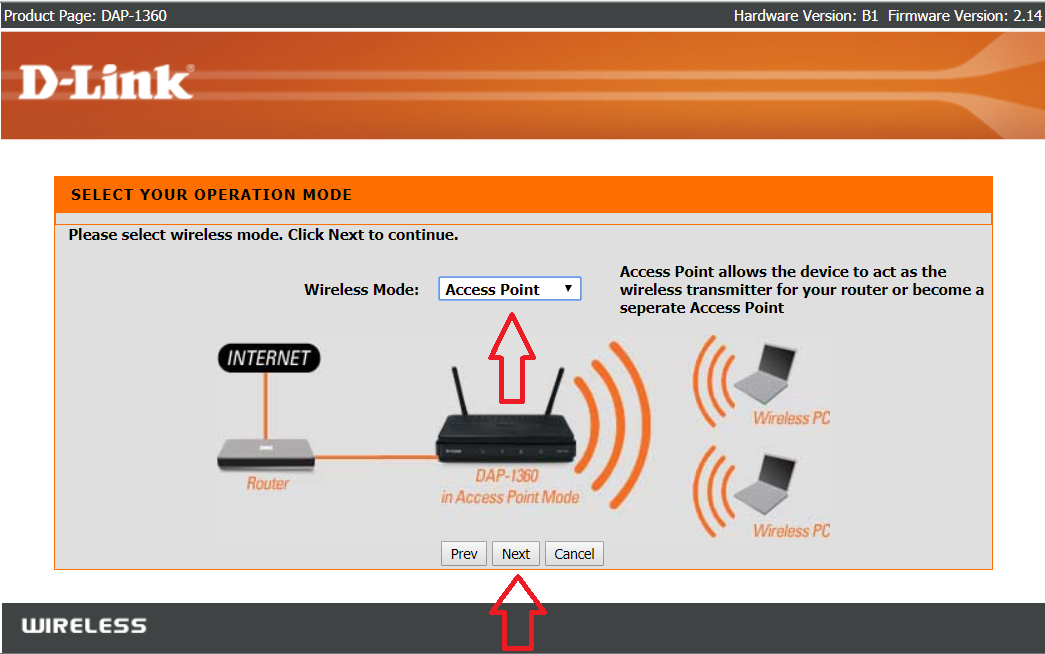 Product Page: DAP-1360
Hardware Version: B1 Firmware Version: 2.14
D-Link®
SELECT YOUR OPERATION MODE
Please select wireless mode. Click Next to continue.
Wireless Mode:
Access Point
Access Point allows the device to act as the
wireless transmitter for your router or become a
seperate Access Point
INTERNET
Router
DAP-1360
in Access Point Mode
Wireless PC
Wireless PC
Prev
Next
Cancel
WIRELESS